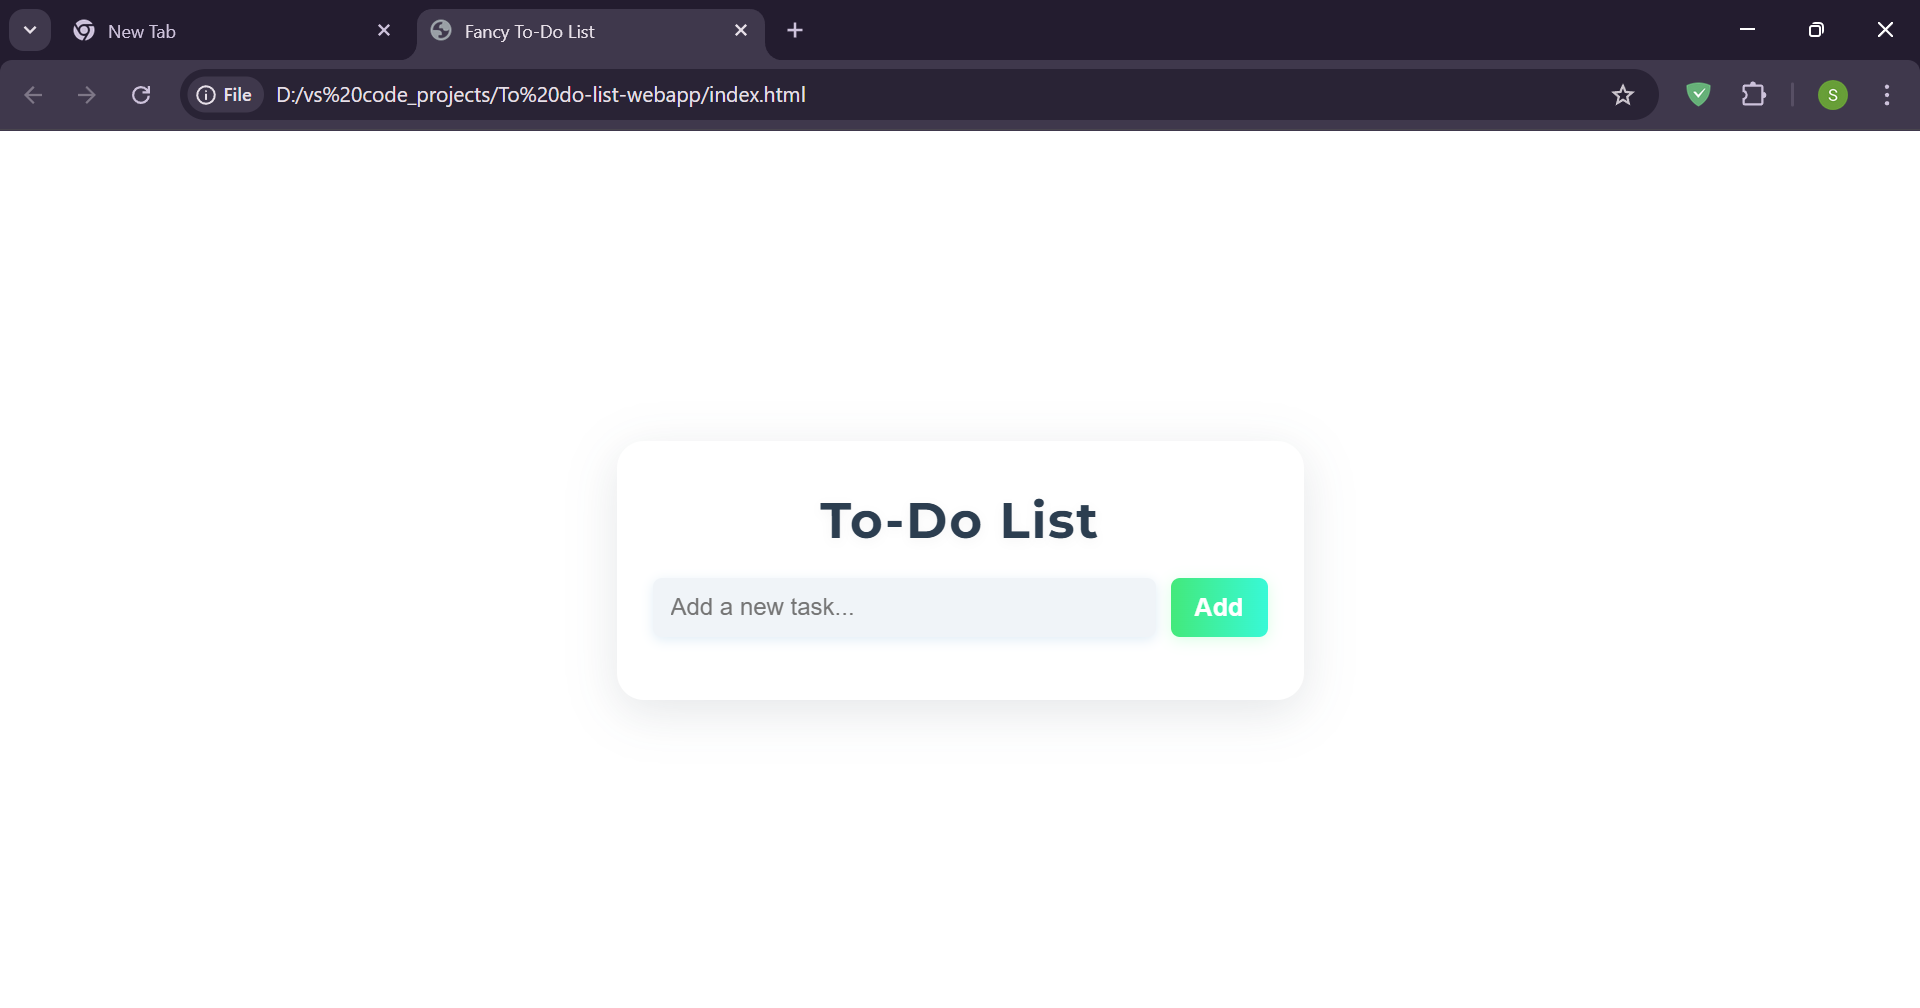 New Tab
Fancy To-Do List
File D:/vs%20code_projects/To%20do-list-webapp/index.html
S
To-Do List
Add a new task...
Add